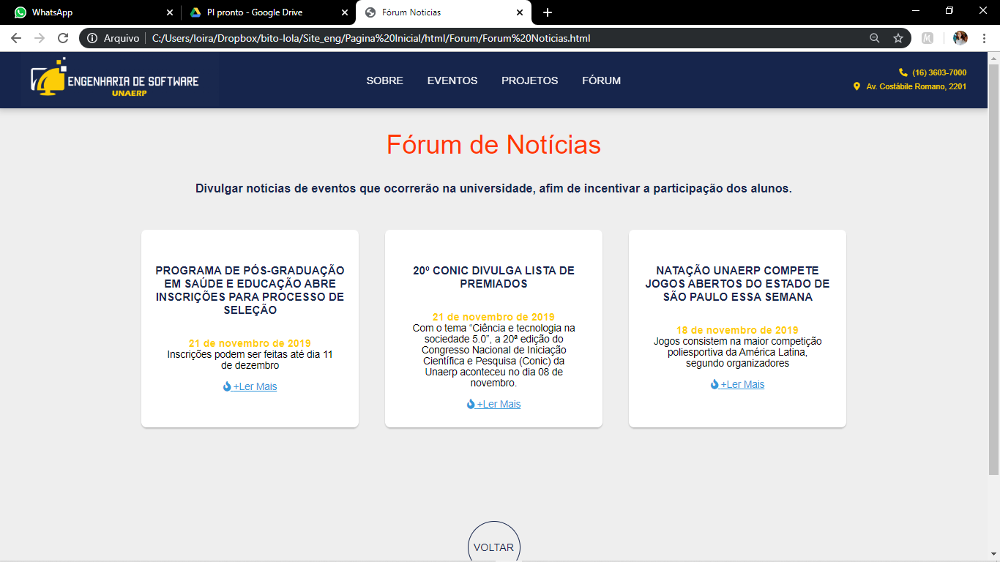 WhatsApp
PI pronto - Google Drive
Fórum Noticias
Arquivo
C:/Users/loira/Dropbox/bito-lola/Site_eng/Pagina%20Inicial/html/Forum/Forum%20Noticias.html
ENGENHARIA DE SOFTWARE
UNAERP
SOBRE
EVENTOS
PROJETOS
FÓRUM
(16) 3603-7000
Av. Costábile Romano, 2201
Fórum de Notícias
Divulgar notícias de eventos que ocorrerão na universidade, afim de incentivar a participação dos alunos.
PROGRAMA DE PÓS-GRADUAÇÃO
EM SAÚDE E EDUCAÇÃO ABRE
INSCRIÇÕES PARA PROCESSO DE
SELEÇÃO
21 de novembro de 2019
Inscrições podem ser feitas até dia 11
de dezembro
+Ler Mais
20º CONIC DIVULGA LISTA DE
PREMIADOS
21 de novembro de 2019
Com o tema “Ciência e tecnologia na
sociedade 5.0”, a 20ª edição do
Congresso Nacional de Iniciação
Científica e Pesquisa (Conic) da
Unaerp aconteceu no dia 08 de
novembro.
+Ler Mais
NATAÇÃO UNAERP COMPETE
JOGOS ABERTOS DO ESTADO DE
SÃO PAULO ESSA SEMANA
18 de novembro de 2019
Jogos consistem na maior competição
poliesportiva da América Latina,
segundo organizadores
+Ler Mais
VOLTAR